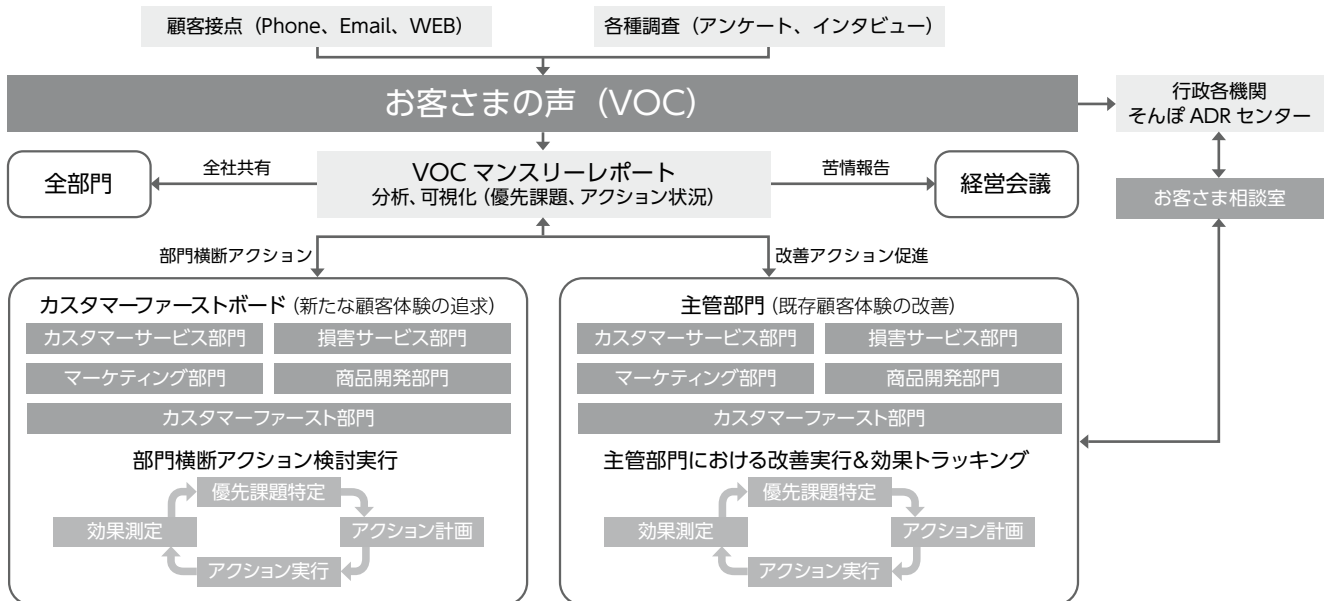 顧客接点（Phone、Email、WEB）
各種調査（アンケート、インタビュー）
お客さまの声（VOC）
行政各機関
そんぽ ADR センター
全部門
全社共有
VOC マンスリーレポート
分析、可視化（優先課題、アクション状況）
苦情報告
経営会議
お客さま相談室
部門横断アクション
改善アクション促進
カスタマーファーストボード（新たな顧客体験の追求）
カスタマーサービス部門
損害サービス部門
マーケティング部門
商品開発部門
カスタマーファースト部門
部門横断アクション検討実行
優先課題特定
効果測定
アクション計画
アクション実行
主管部門（既存顧客体験の改善）
カスタマーサービス部門
損害サービス部門
マーケティング部門
商品開発部門
カスタマーファースト部門
主管部門における改善実行&効果トラッキング
優先課題特定
効果測定
アクション計画
アクション実行